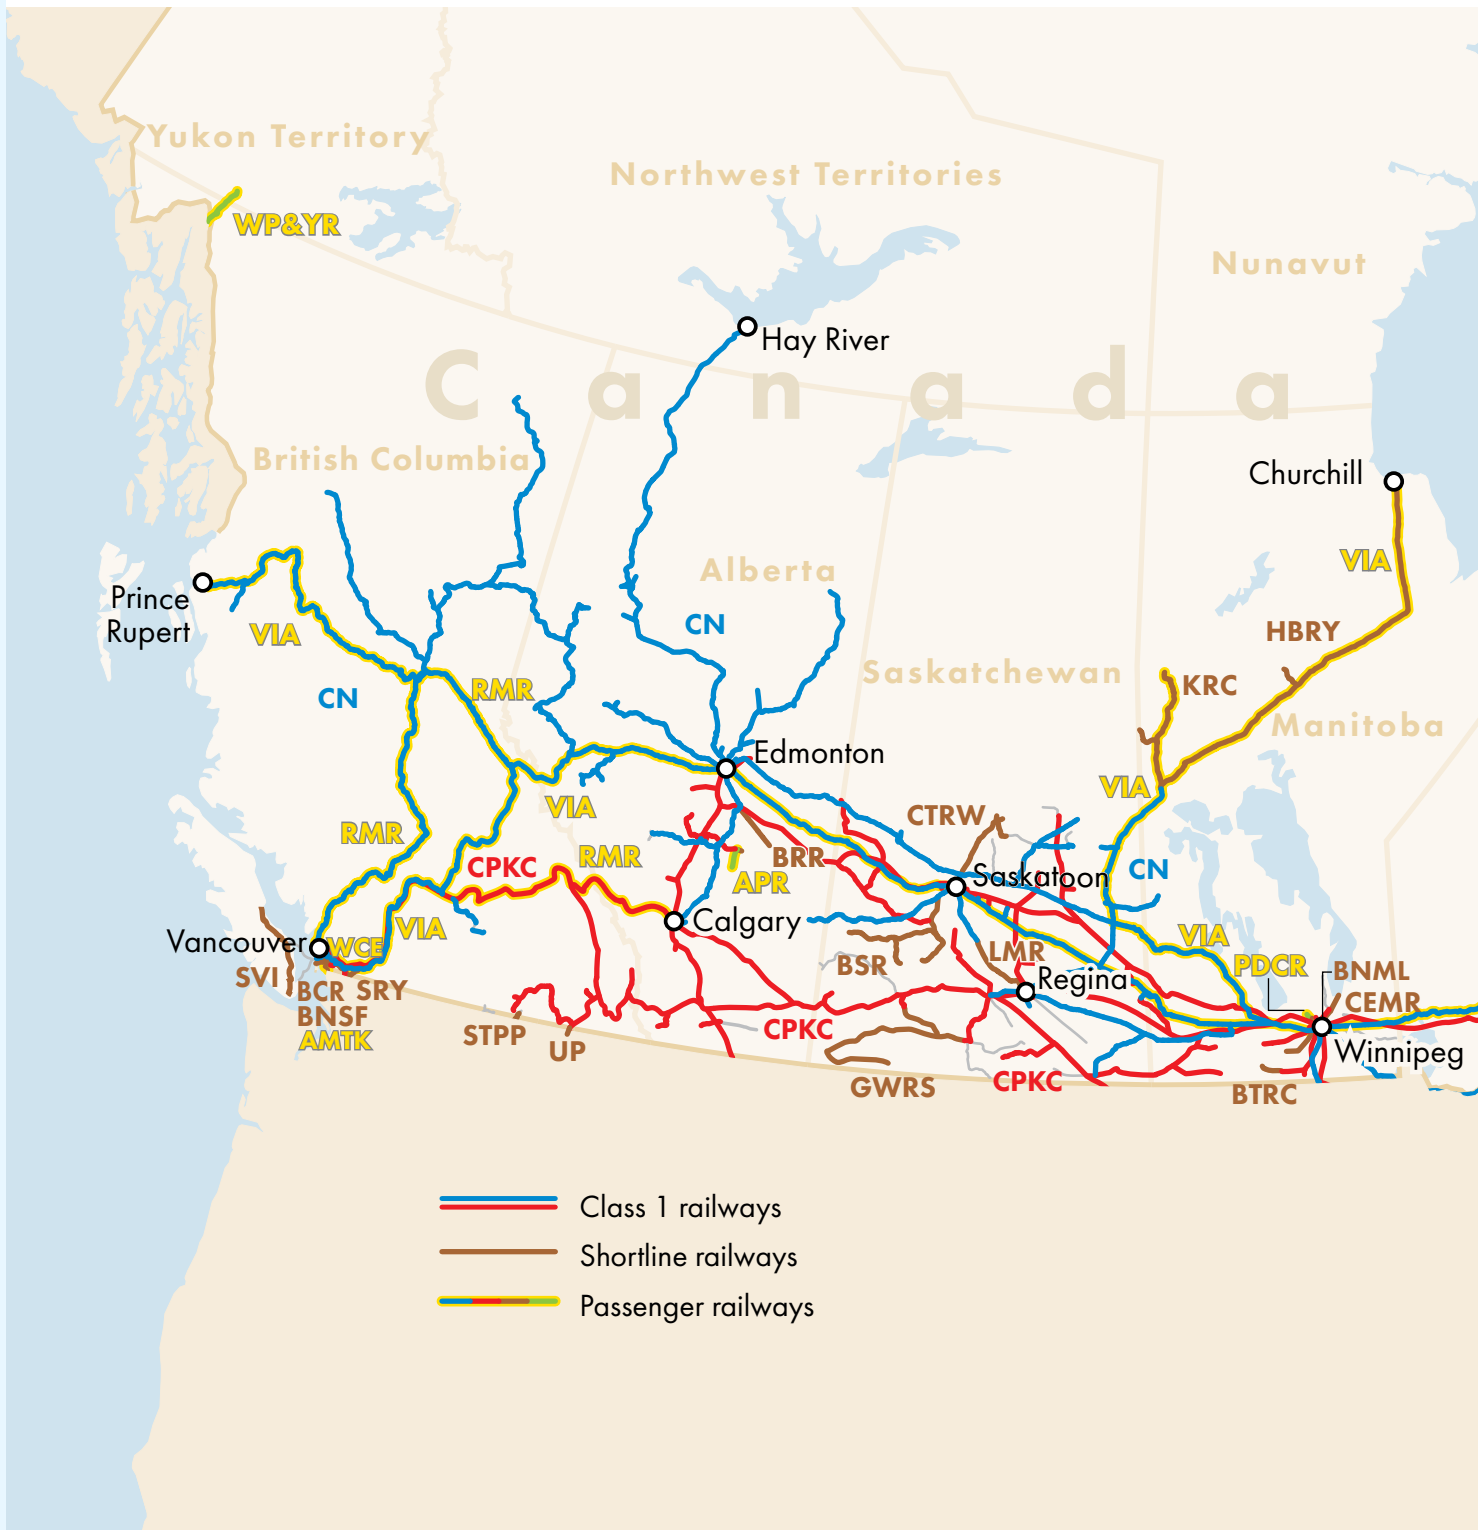 Yukon Territory
Northwest Territories
WP&YR
Nunavut
Hay River
Canada
British Columbia
Churchill
VIA
Alberta
Prince
Rupert
VIA
CN
HBRY
Saskatchewan
KRC
RMR
CN
Manitoba
Edmonton
VIA
VIA
CTRW
RMR
CPKC
RMR
BRR
APR
Saskatoon
CN
Calgary
VIA
VIA
Vancouver
WCE
LMR
BSR
PDCR
BNML
SVI
BCR
SRY
Regina
CEMR
BNSF
AMTK
STPP
UP
CPKC
Winnipeg
GWRS
CPKC
BTRC
Class 1 railways
Shortline railways
Passenger railways